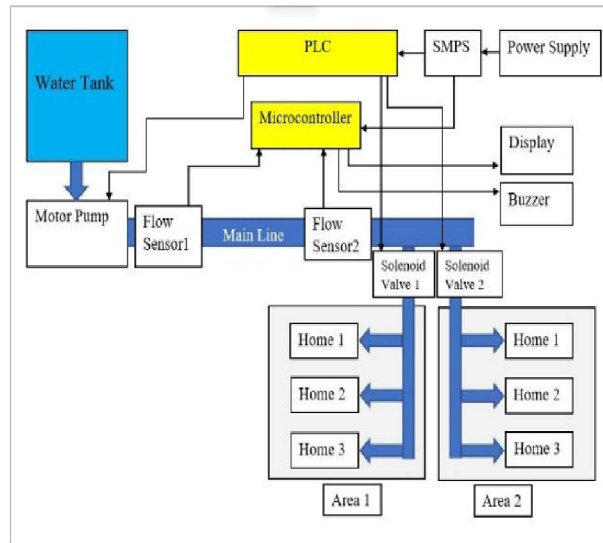 PLC
SMPS
Power Supply
Water Tank
Microcontroller
Display
Buzzer
Motor Pump
Flow
Sensor1
Main Line
Flow
Sensor2
Solenoid
Valve 1
Solenoid
Valve 2
Home 1
Home 2
Home 3
Home 1
Home 2
Home 3
Area 1
Area 2